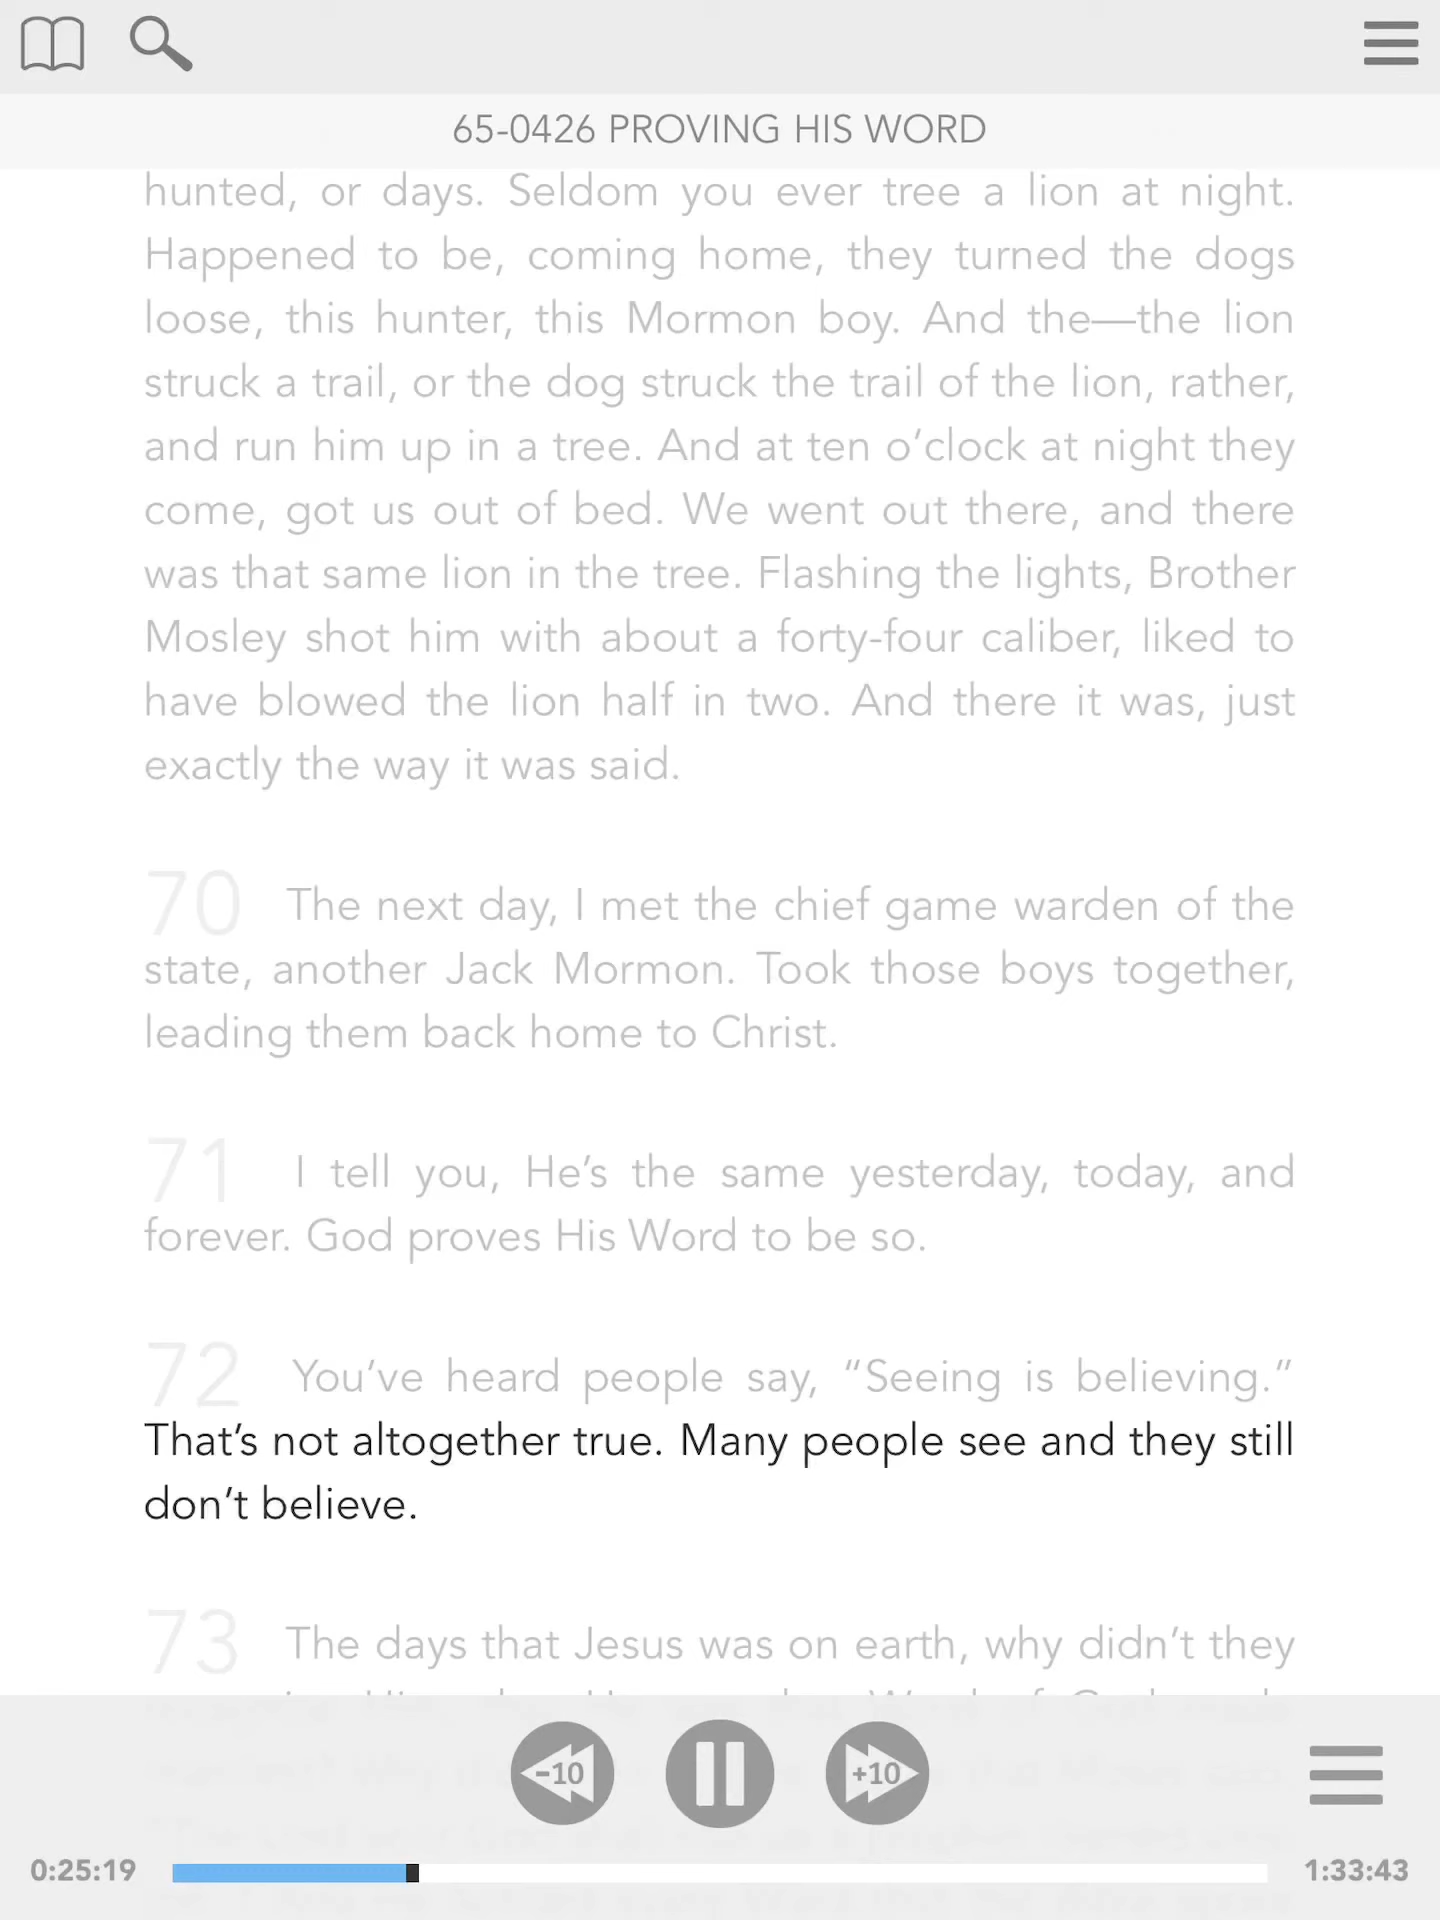 65-0426 PROVING HIS WORD
hunted, or days. Seldom you ever tree a lion at night.
Happened to be, coming home, they turned the dogs
loose, this hunter, this Mormon boy. And the—the lion
struck a trail, or the dog struck the trail of the lion, rather,
and run him up in a tree. And at ten o’clock at night they
come, got us out of bed. We went out there, and there
was that same lion in the tree. Flashing the lights, Brother
Mosley shot him with about a forty-four caliber, liked to
have blowed the lion half in two. And there it was, just
exactly the way it was said.
70 The next day, I met the chief game warden of the
state, another Jack Mormon. Took those boys together,
leading them back home to Christ.
71 I tell you, He’s the same yesterday, today, and
forever. God proves His Word to be so.
72 You’ve heard people say, “Seeing is believing.”
That’s not altogether true. Many people see and they still
don’t believe.
73 The days that Jesus was on earth, why didn’t they
-10 +10
0:25:19 1:33:43